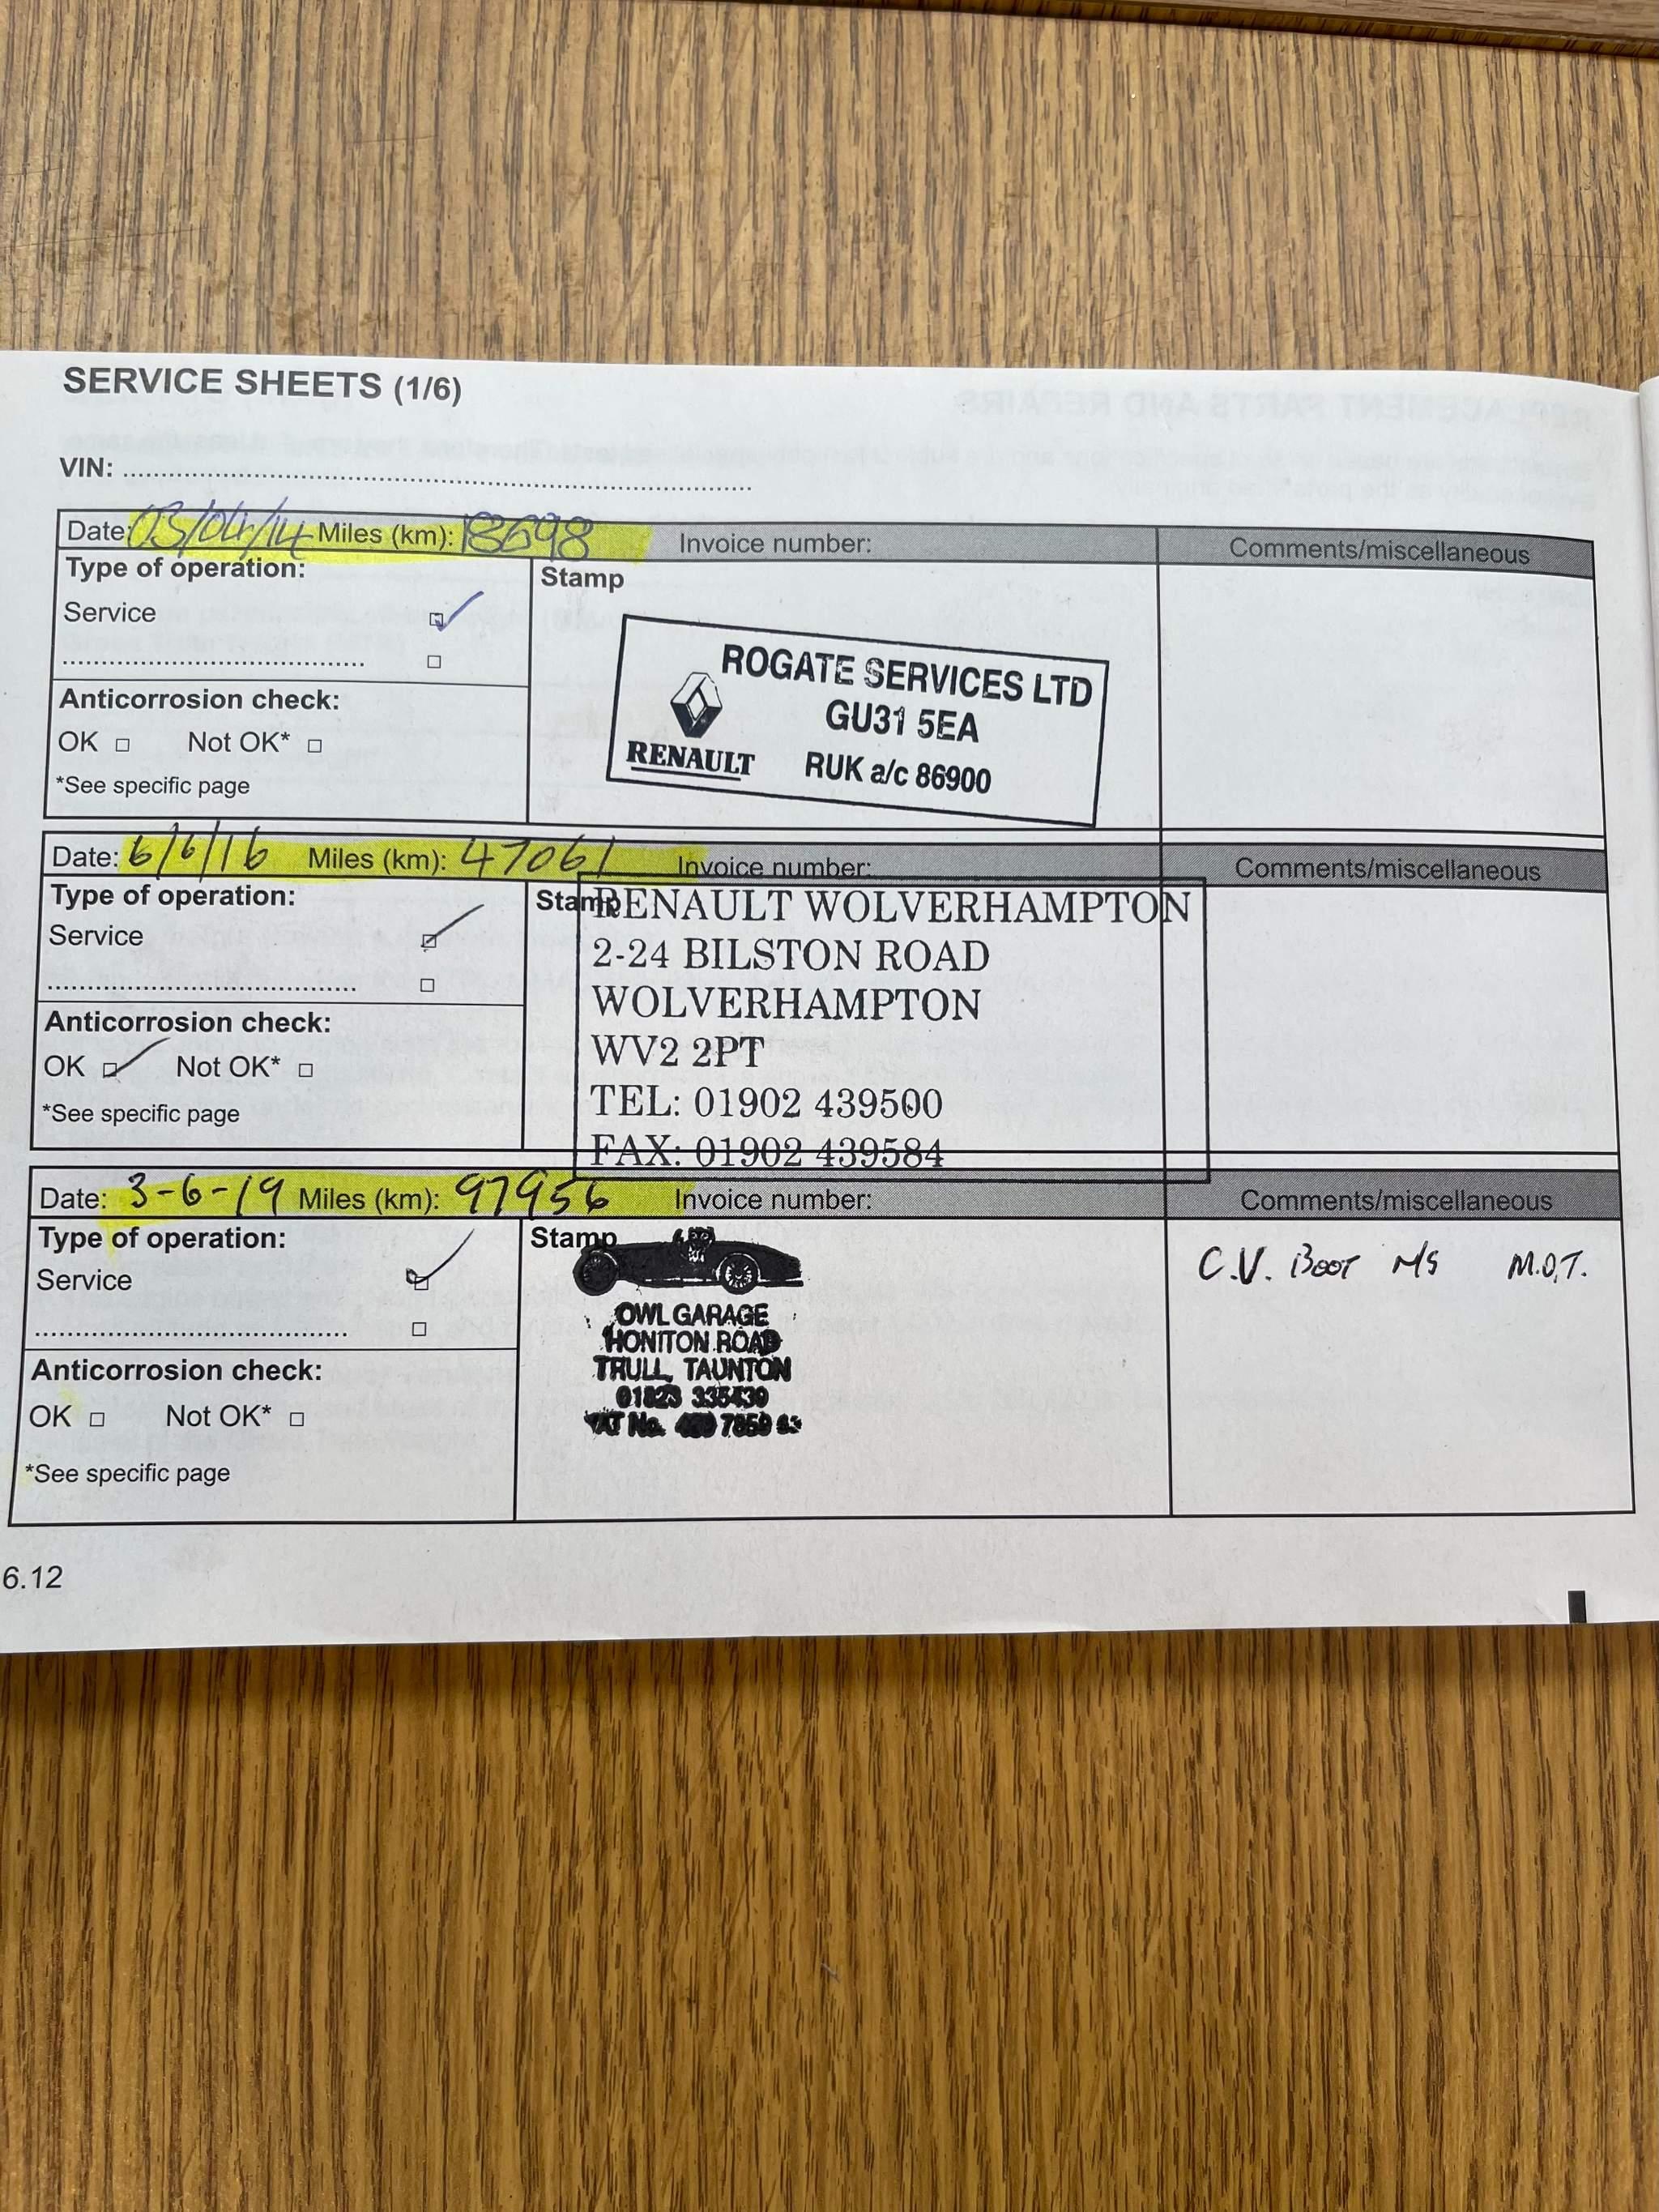 SERVICE SHEETS (1/6)
VIN:
Date: 03/04/14 Miles (km): 18698 Invoice number: Comments/miscellaneous
Type of operation:
Stamp
Service
Anticorrosion check:
OK Not OK*
*See specific page
ROGATE SERVICES LTD
GU31 5EA
RENAULT RUK a/c 86900
Date: 6/6/16 Miles (km): 47061 Invoice number: Comments/miscellaneous
Type of operation:
Stamp
Service
Anticorrosion check:
OK Not OK*
*See specific page
RENAULT WOLVERHAMPTON
2-24 BILSTON ROAD
WOLVERHAMPTON
WV2 2PT
TEL: 01902 439500
FAX: 01902 439584
Date: 3-6-19 Miles (km): 97956 Invoice number: Comments/miscellaneous
Type of operation:
Stamp
Service
Anticorrosion check:
OK Not OK*
*See specific page
OWL GARAGE
HONITON ROAD
TRULL, TAUNTON
01823 335430
VAT No.
C.V. BOOT N/S M.O.T.
6.12